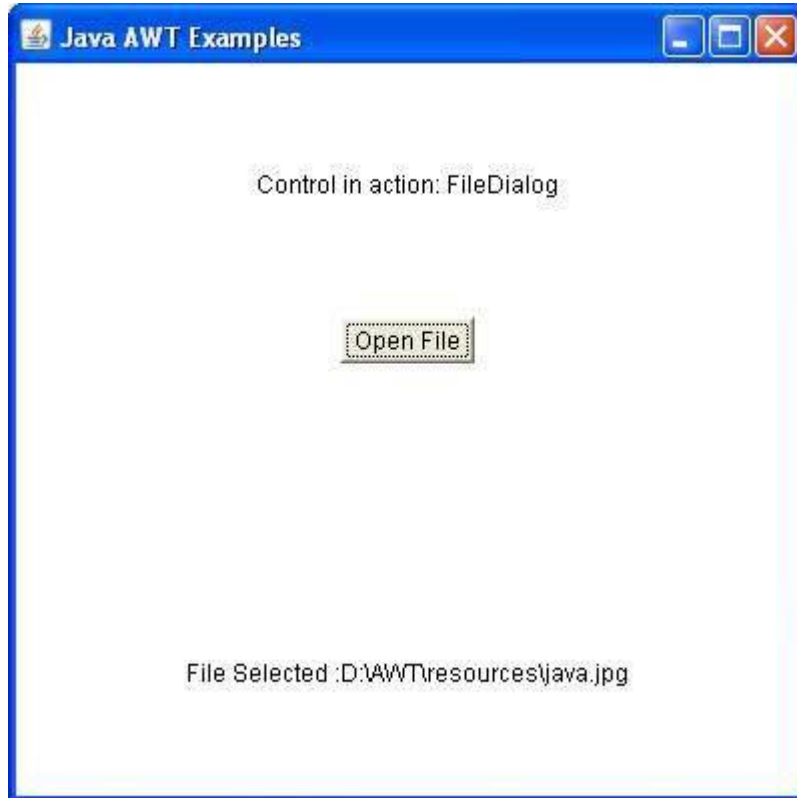 Java AWT Examples
Control in action: FileDialog
Open File
File Selected :D:\AWT\resources\java.jpg